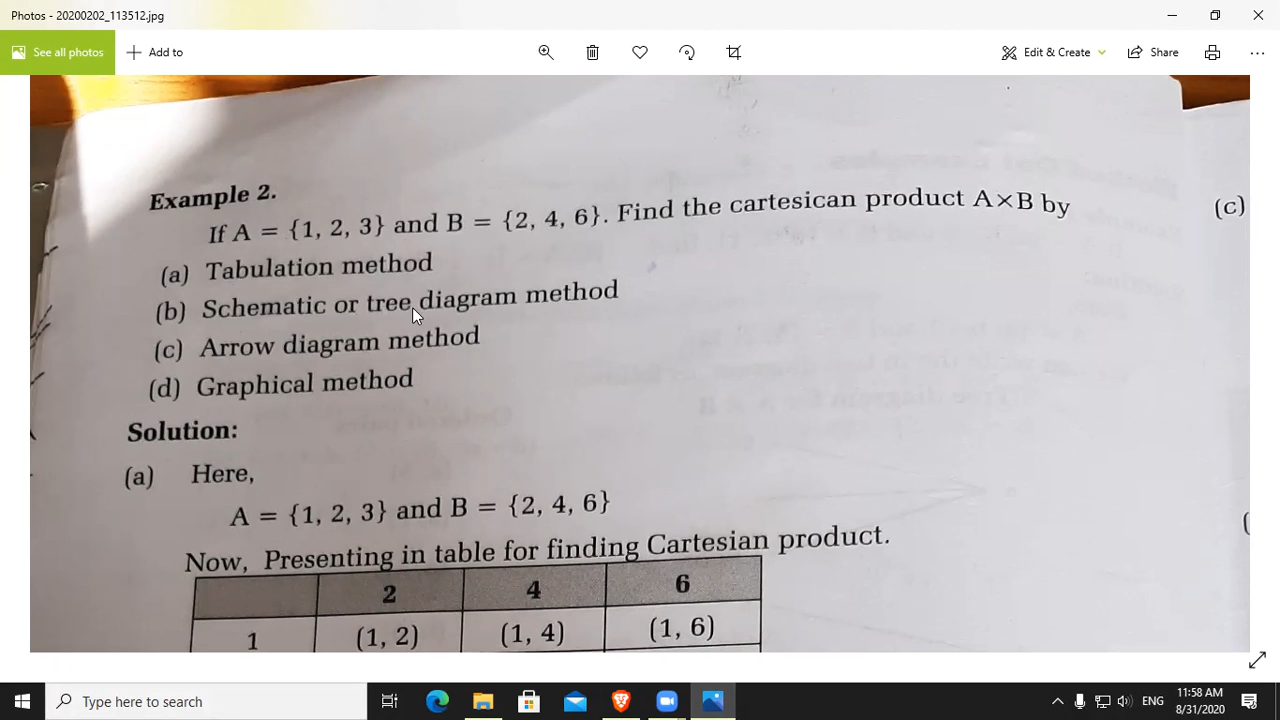 Photos - 20200202_113512.jpg
See all photos
Add to
Edit & Create
Share
Example 2.
If A = {1, 2, 3} and B = {2, 4, 6}. Find the cartesican product A×B by
(c)
(a) Tabulation method
(b) Schematic or tree diagram method
(c) Arrow diagram method
(d) Graphical method
Solution:
(a) Here,
A = {1, 2, 3} and B = {2, 4, 6}
Now, Presenting in table for finding Cartesian product.
2 4 6
1 (1, 2) (1, 4) (1, 6)
Type here to search
ENG
11:58 AM
8/31/2020